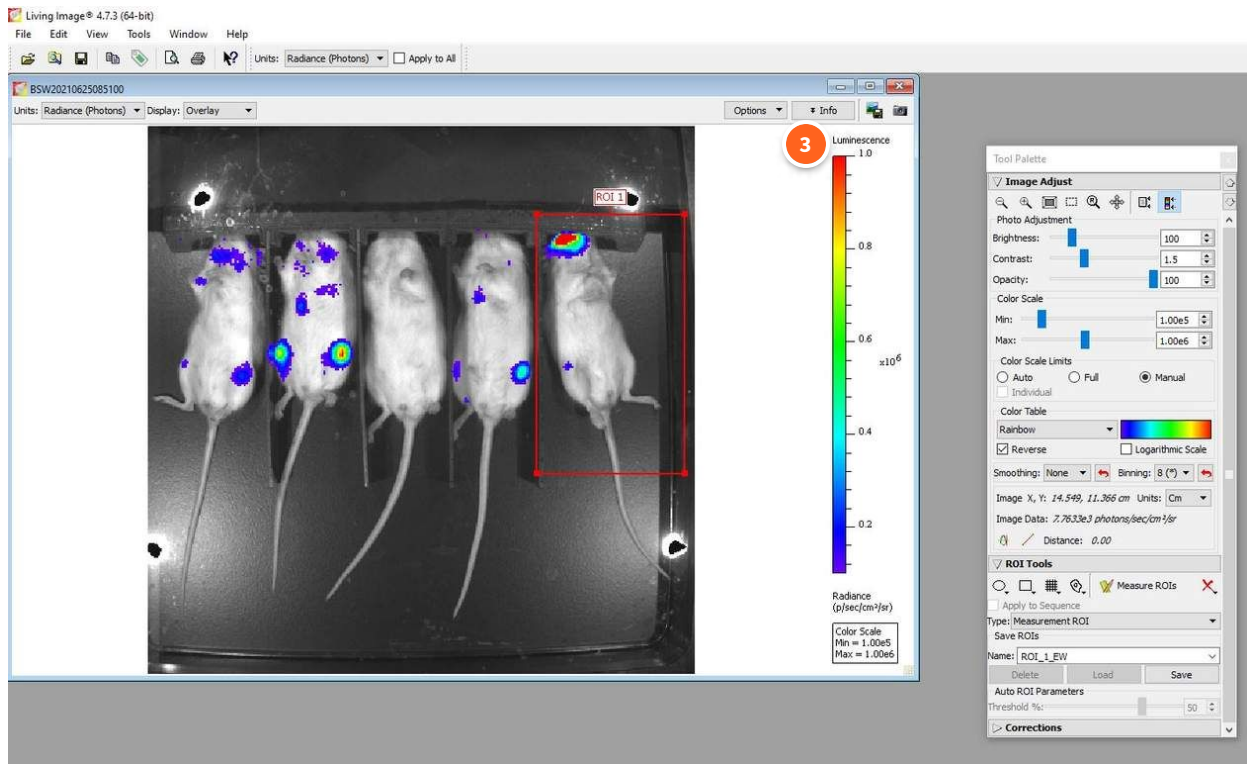 Living Image® 4.7.3 (64-bit)
File Edit View Tools Window Help
Units: Radiance (Photons) Apply to All
BSW20210625085100
Units: Radiance (Photons) Display: Overlay Options Info
3
Luminescence
1.0
ROI 1
0.8
0.6
x10⁶
0.4
0.2
Radiance
(p/sec/cm²/sr)
Color Scale
Min = 1.00e5
Max = 1.00e6
Tool Palette
Image Adjust
Photo Adjustment
Brightness: 100
Contrast: 1.5
Opacity: 100
Color Scale
Min: 1.00e5
Max: 1.00e6
Color Scale Limits
Auto Full Manual
Individual
Color Table
Rainbow
Reverse Logarithmic Scale
Smoothing: None Binning: 8 (*)
Image X, Y: 14.549, 11.366 cm Units: Cm
Image Data: 7.7633e3 photons/sec/cm²/sr
Distance: 0.00
ROI Tools
Measure ROIs
Apply to Sequence
Type: Measurement ROI
Save ROIs
Name: ROI_1_EW
Delete Load Save
Auto ROI Parameters
Threshold %: 50
Corrections